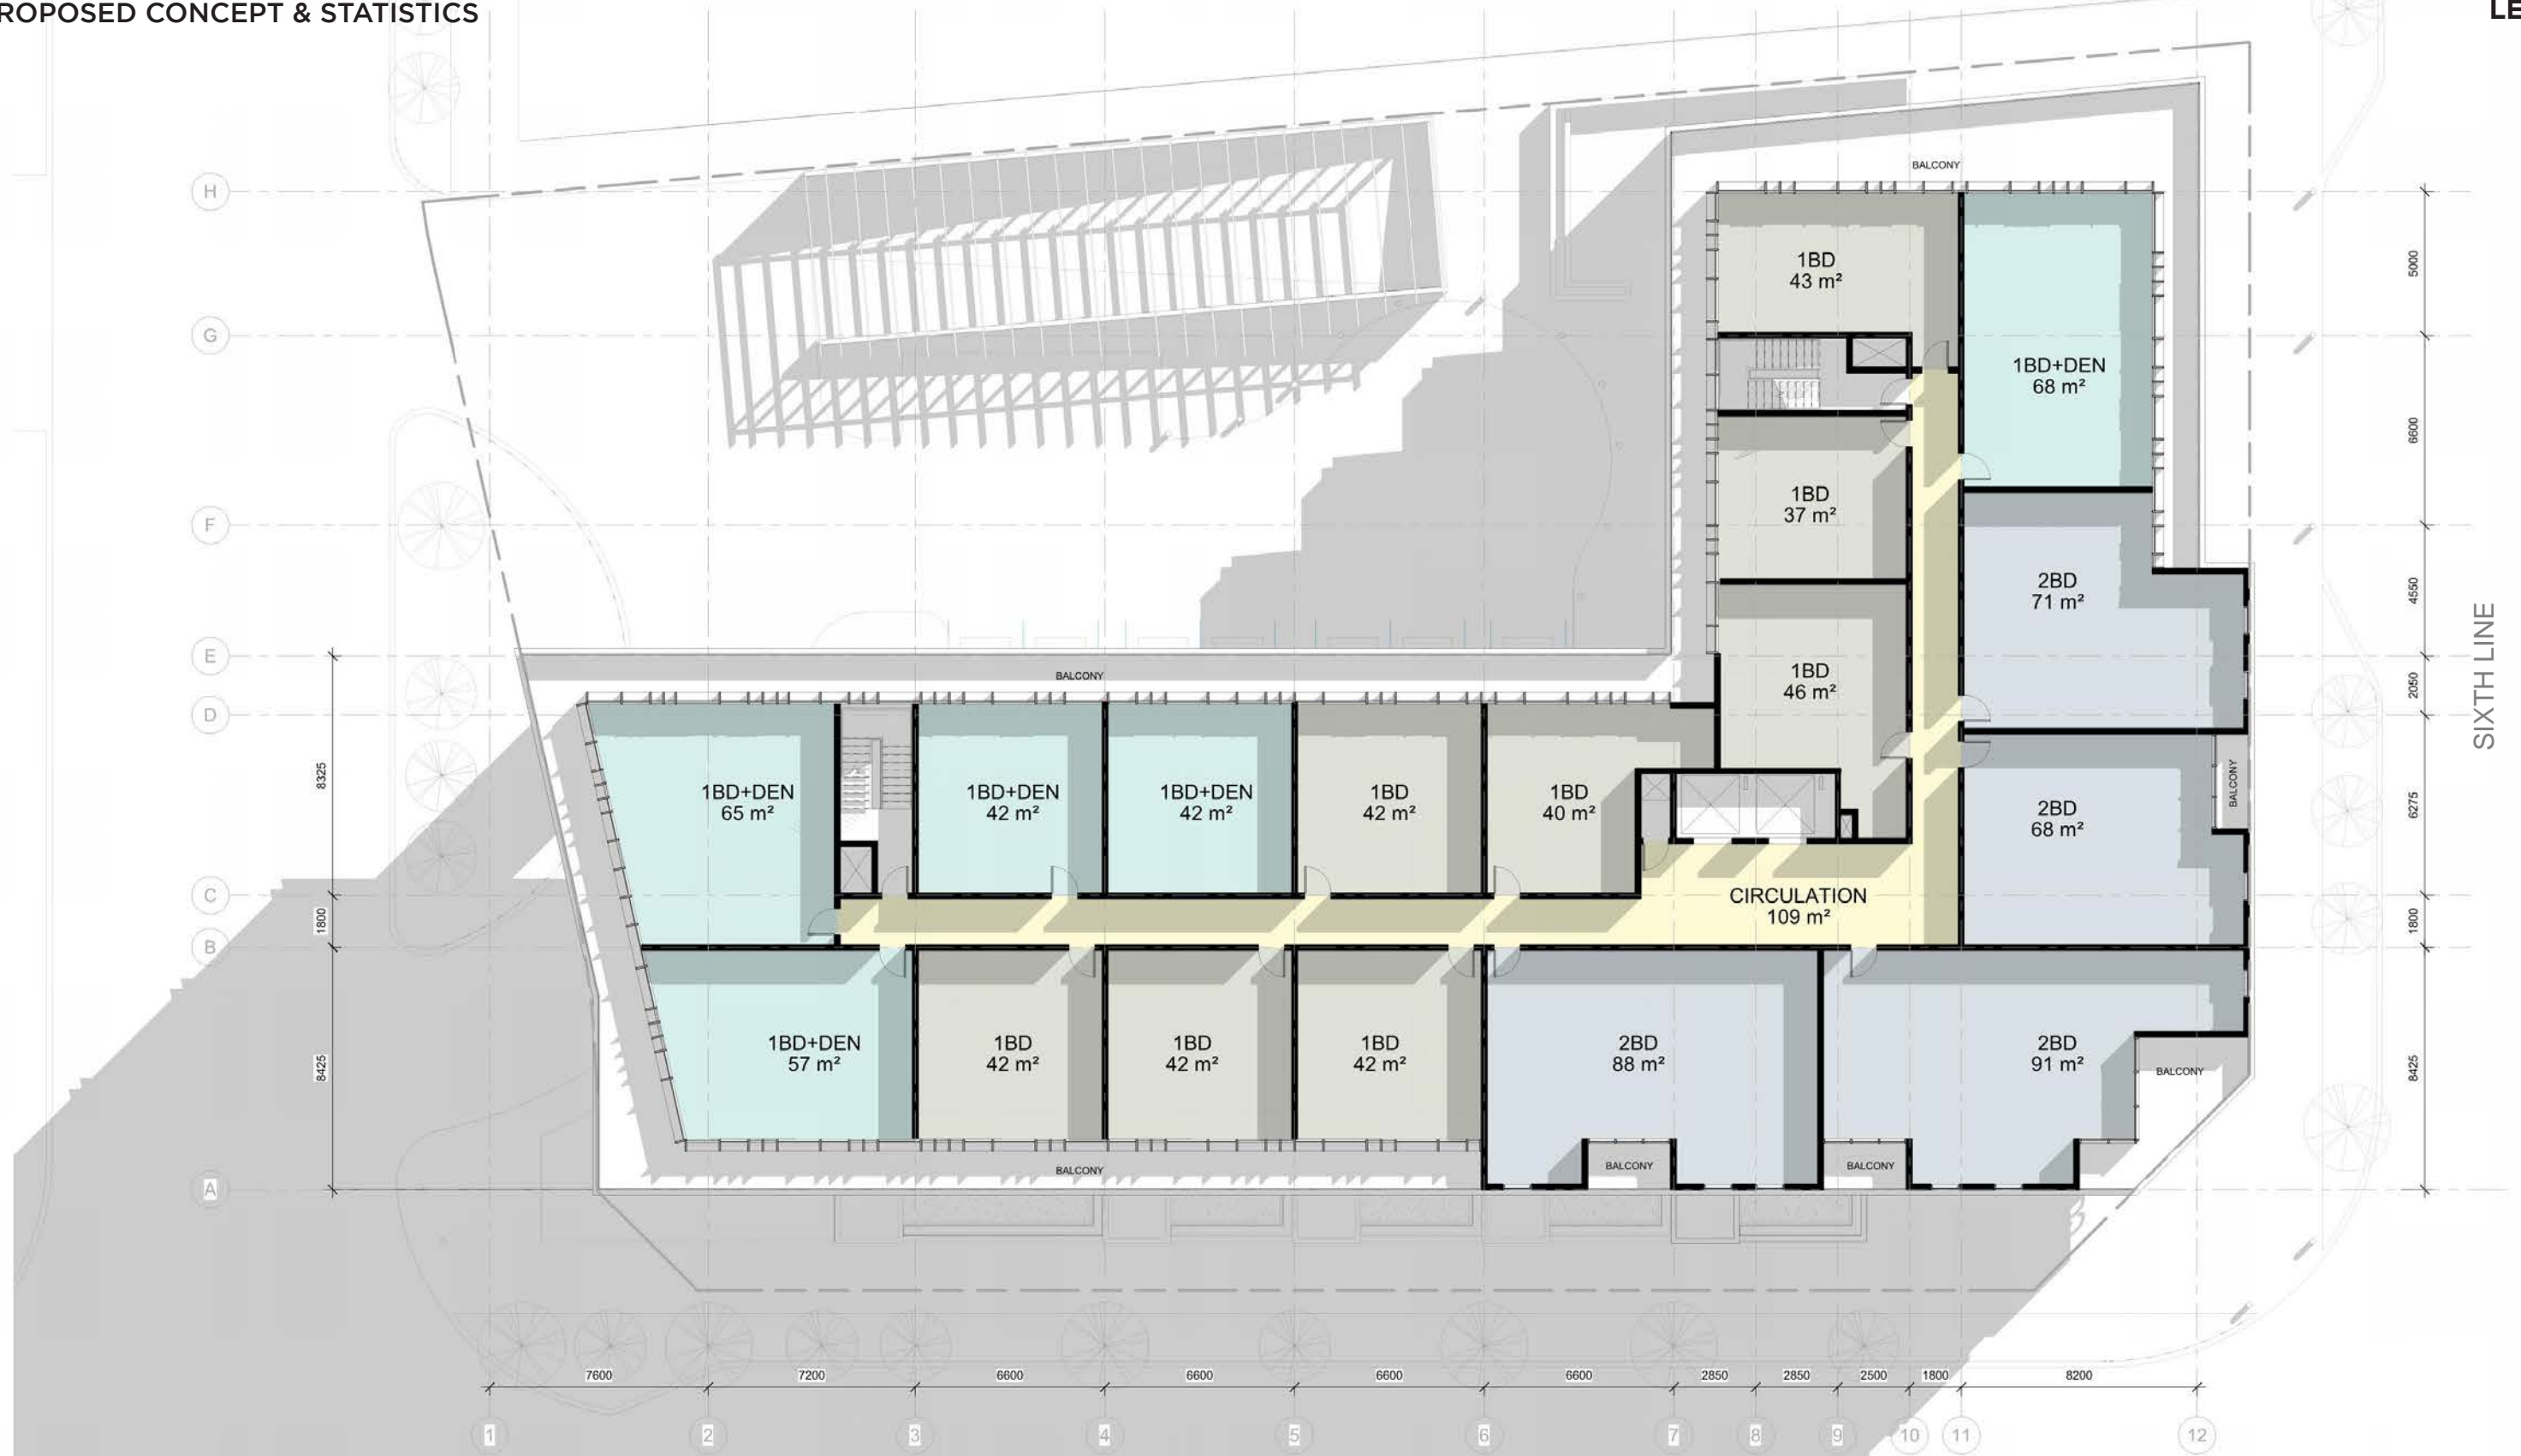 ROPOSED CONCEPT & STATISTICS
LE
BALCONY
H
5000
1BD
43 m²
G
1BD+DEN
68 m²
6600
1BD
37 m²
F
2BD
71 m²
4550
SIXTH LINE
E
BALCONY
1BD
46 m²
2050
D
8325
1BD+DEN
65 m²
1BD+DEN
42 m²
1BD+DEN
42 m²
1BD
42 m²
1BD
40 m²
2BD
68 m²
BALCONY
6275
C
CIRCULATION
109 m²
1800
1800
B
8425
1BD+DEN
57 m²
1BD
42 m²
1BD
42 m²
1BD
42 m²
2BD
88 m²
2BD
91 m²
BALCONY
8425
BALCONY
BALCONY
BALCONY
A
7600
7200
6600
6600
6600
6600
2850
2850
2500
1800
8200
1
2
3
4
5
6
7
8
9
10
11
12